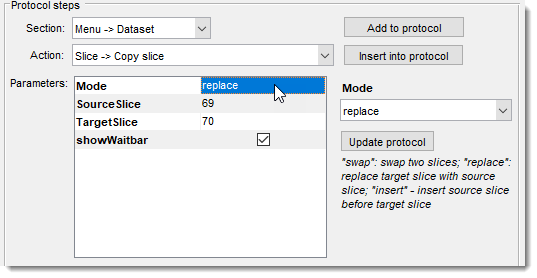 Protocol steps
Section: Menu -> Dataset Add to protocol
Action: Slice -> Copy slice Insert into protocol
Parameters: Mode replace Mode
SourceSlice 69
TargetSlice 70 replace
showWaitbar Update protocol
"swap": swap two slices; "replace":
replace target slice with source
slice; "insert" - insert source slice
before target slice